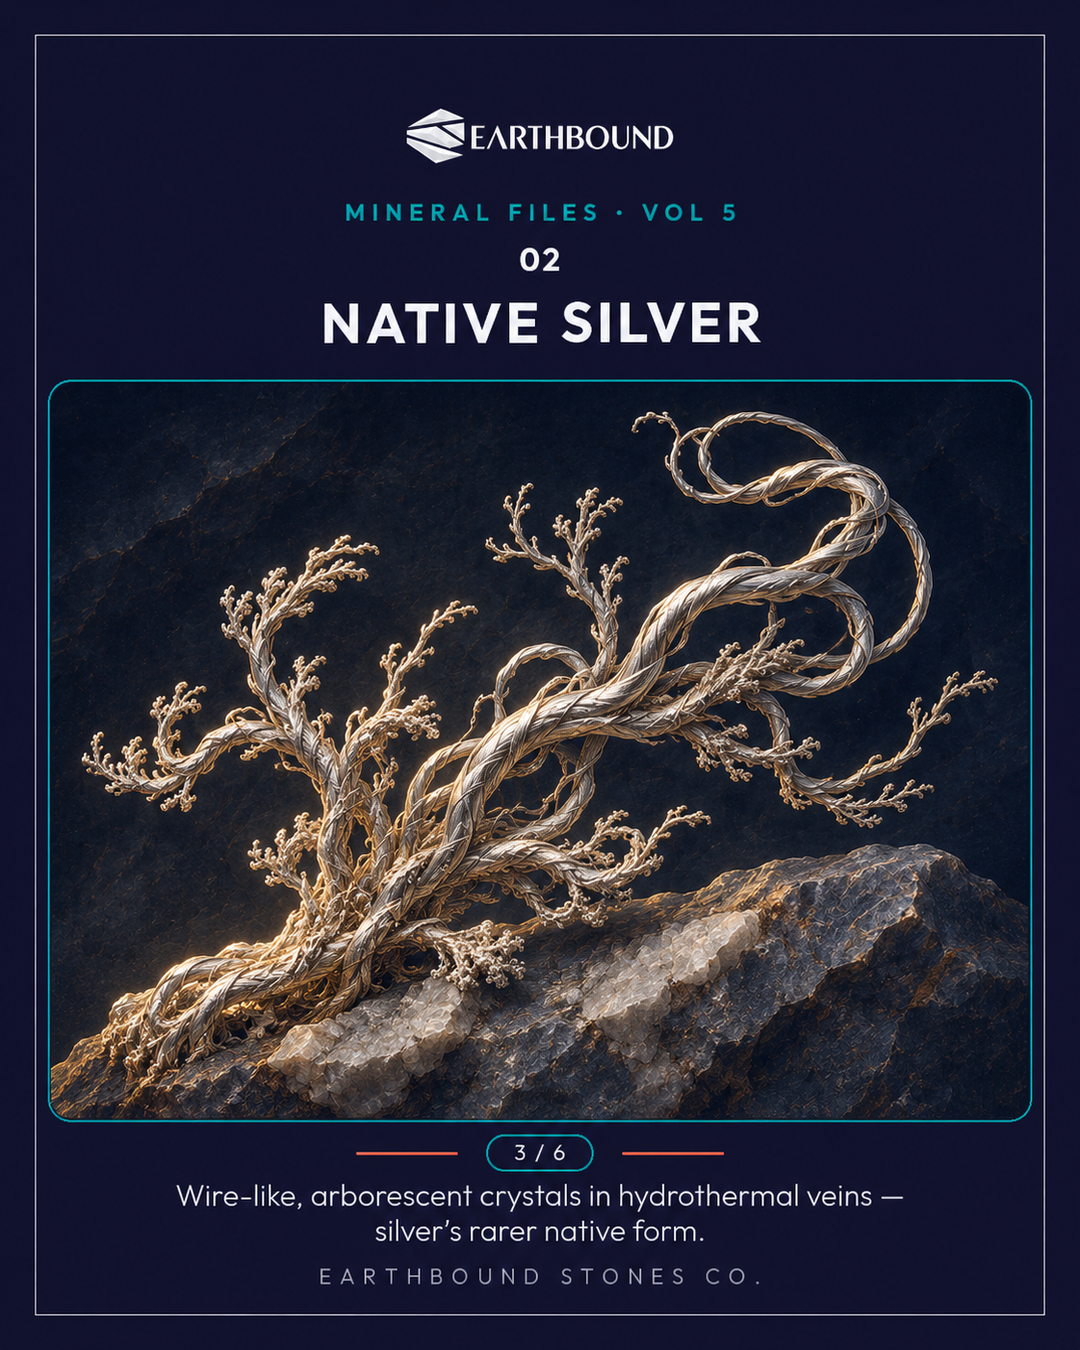 EARTHBOUND
MINERAL FILES · VOL 5
02
NATIVE SILVER
3 / 6
Wire-like, arborescent crystals in hydrothermal veins —
silver’s rarer native form.
EARTHBOUND STONES CO.